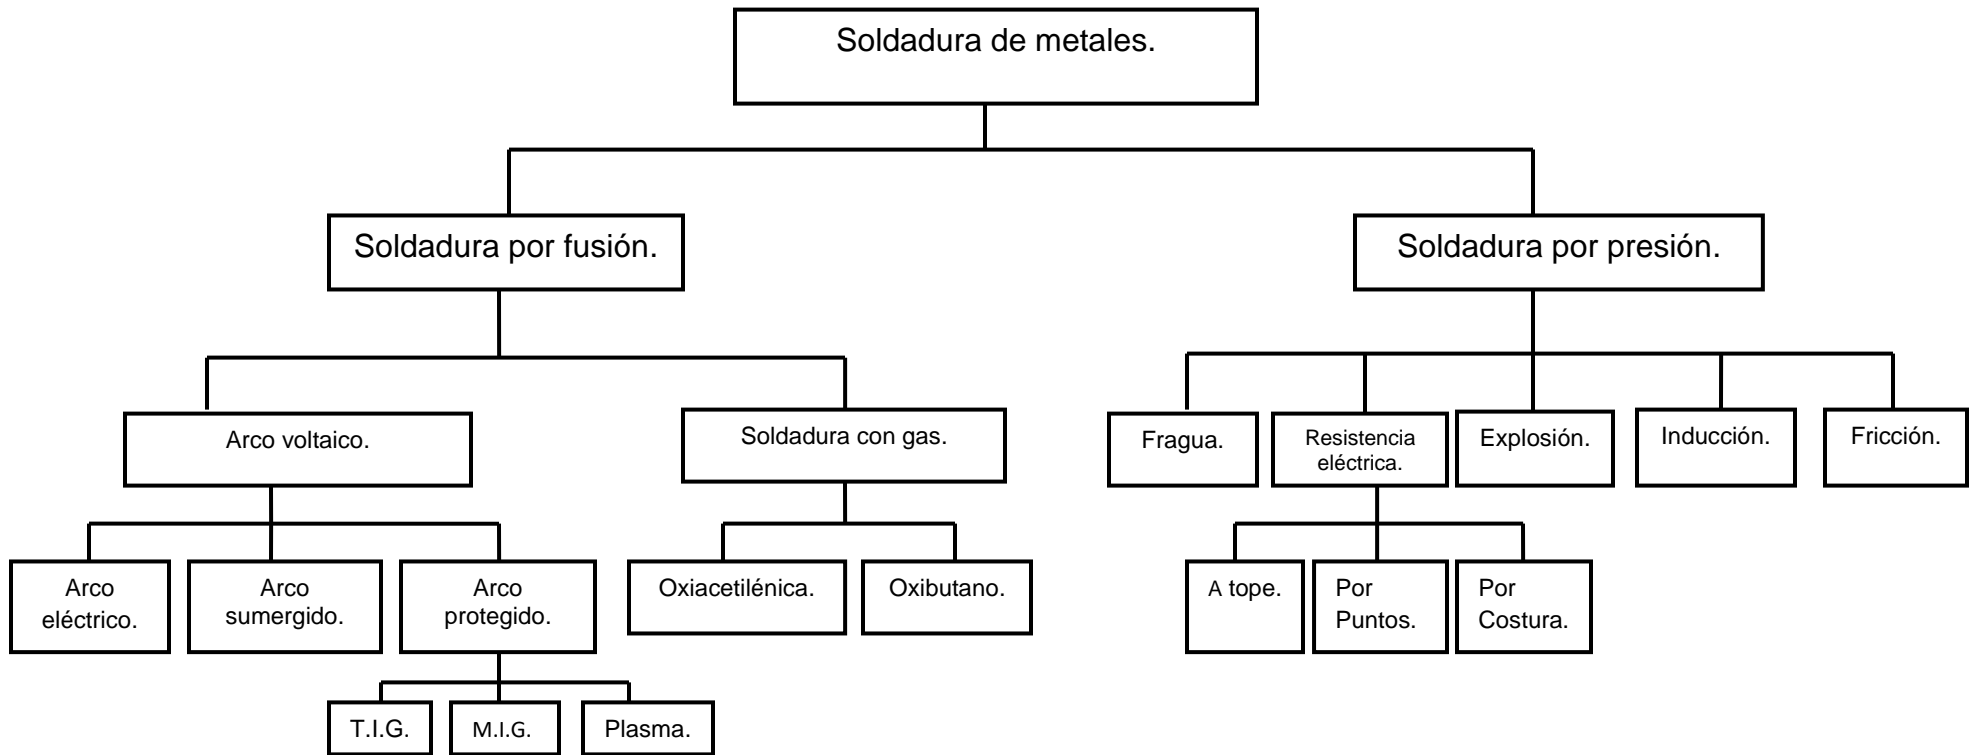 Soldadura de metales.
Soldadura por fusión.
Soldadura por presión.
Arco voltaico.
Soldadura con gas.
Fragua.
Resistencia
eléctrica.
Explosión.
Inducción.
Fricción.
Arco
eléctrico.
Arco
sumergido.
Arco
protegido.
Oxiacetilénica.
Oxibutano.
A tope.
Por
Puntos.
Por
Costura.
T.I.G.
M.I.G.
Plasma.